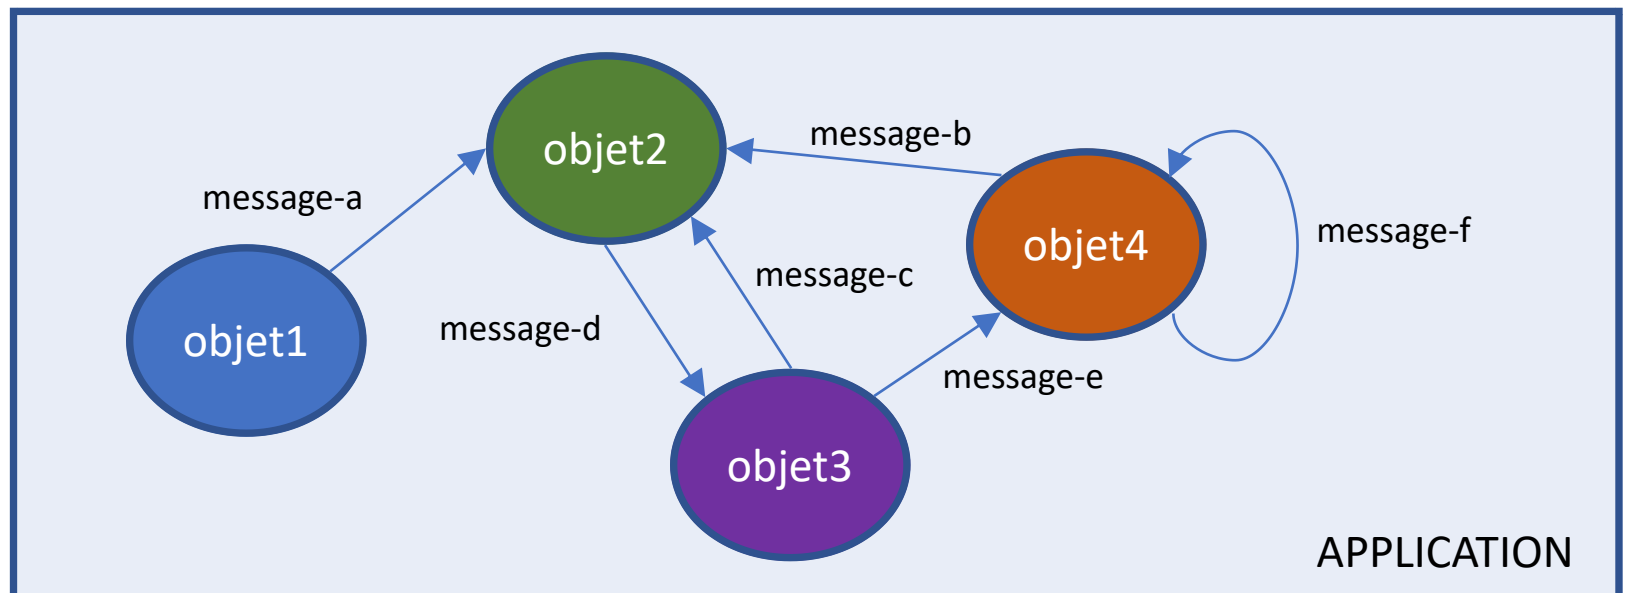 objet2
message-b
message-a
objet4
message-f
message-c
message-d
objet1
message-e
objet3
APPLICATION